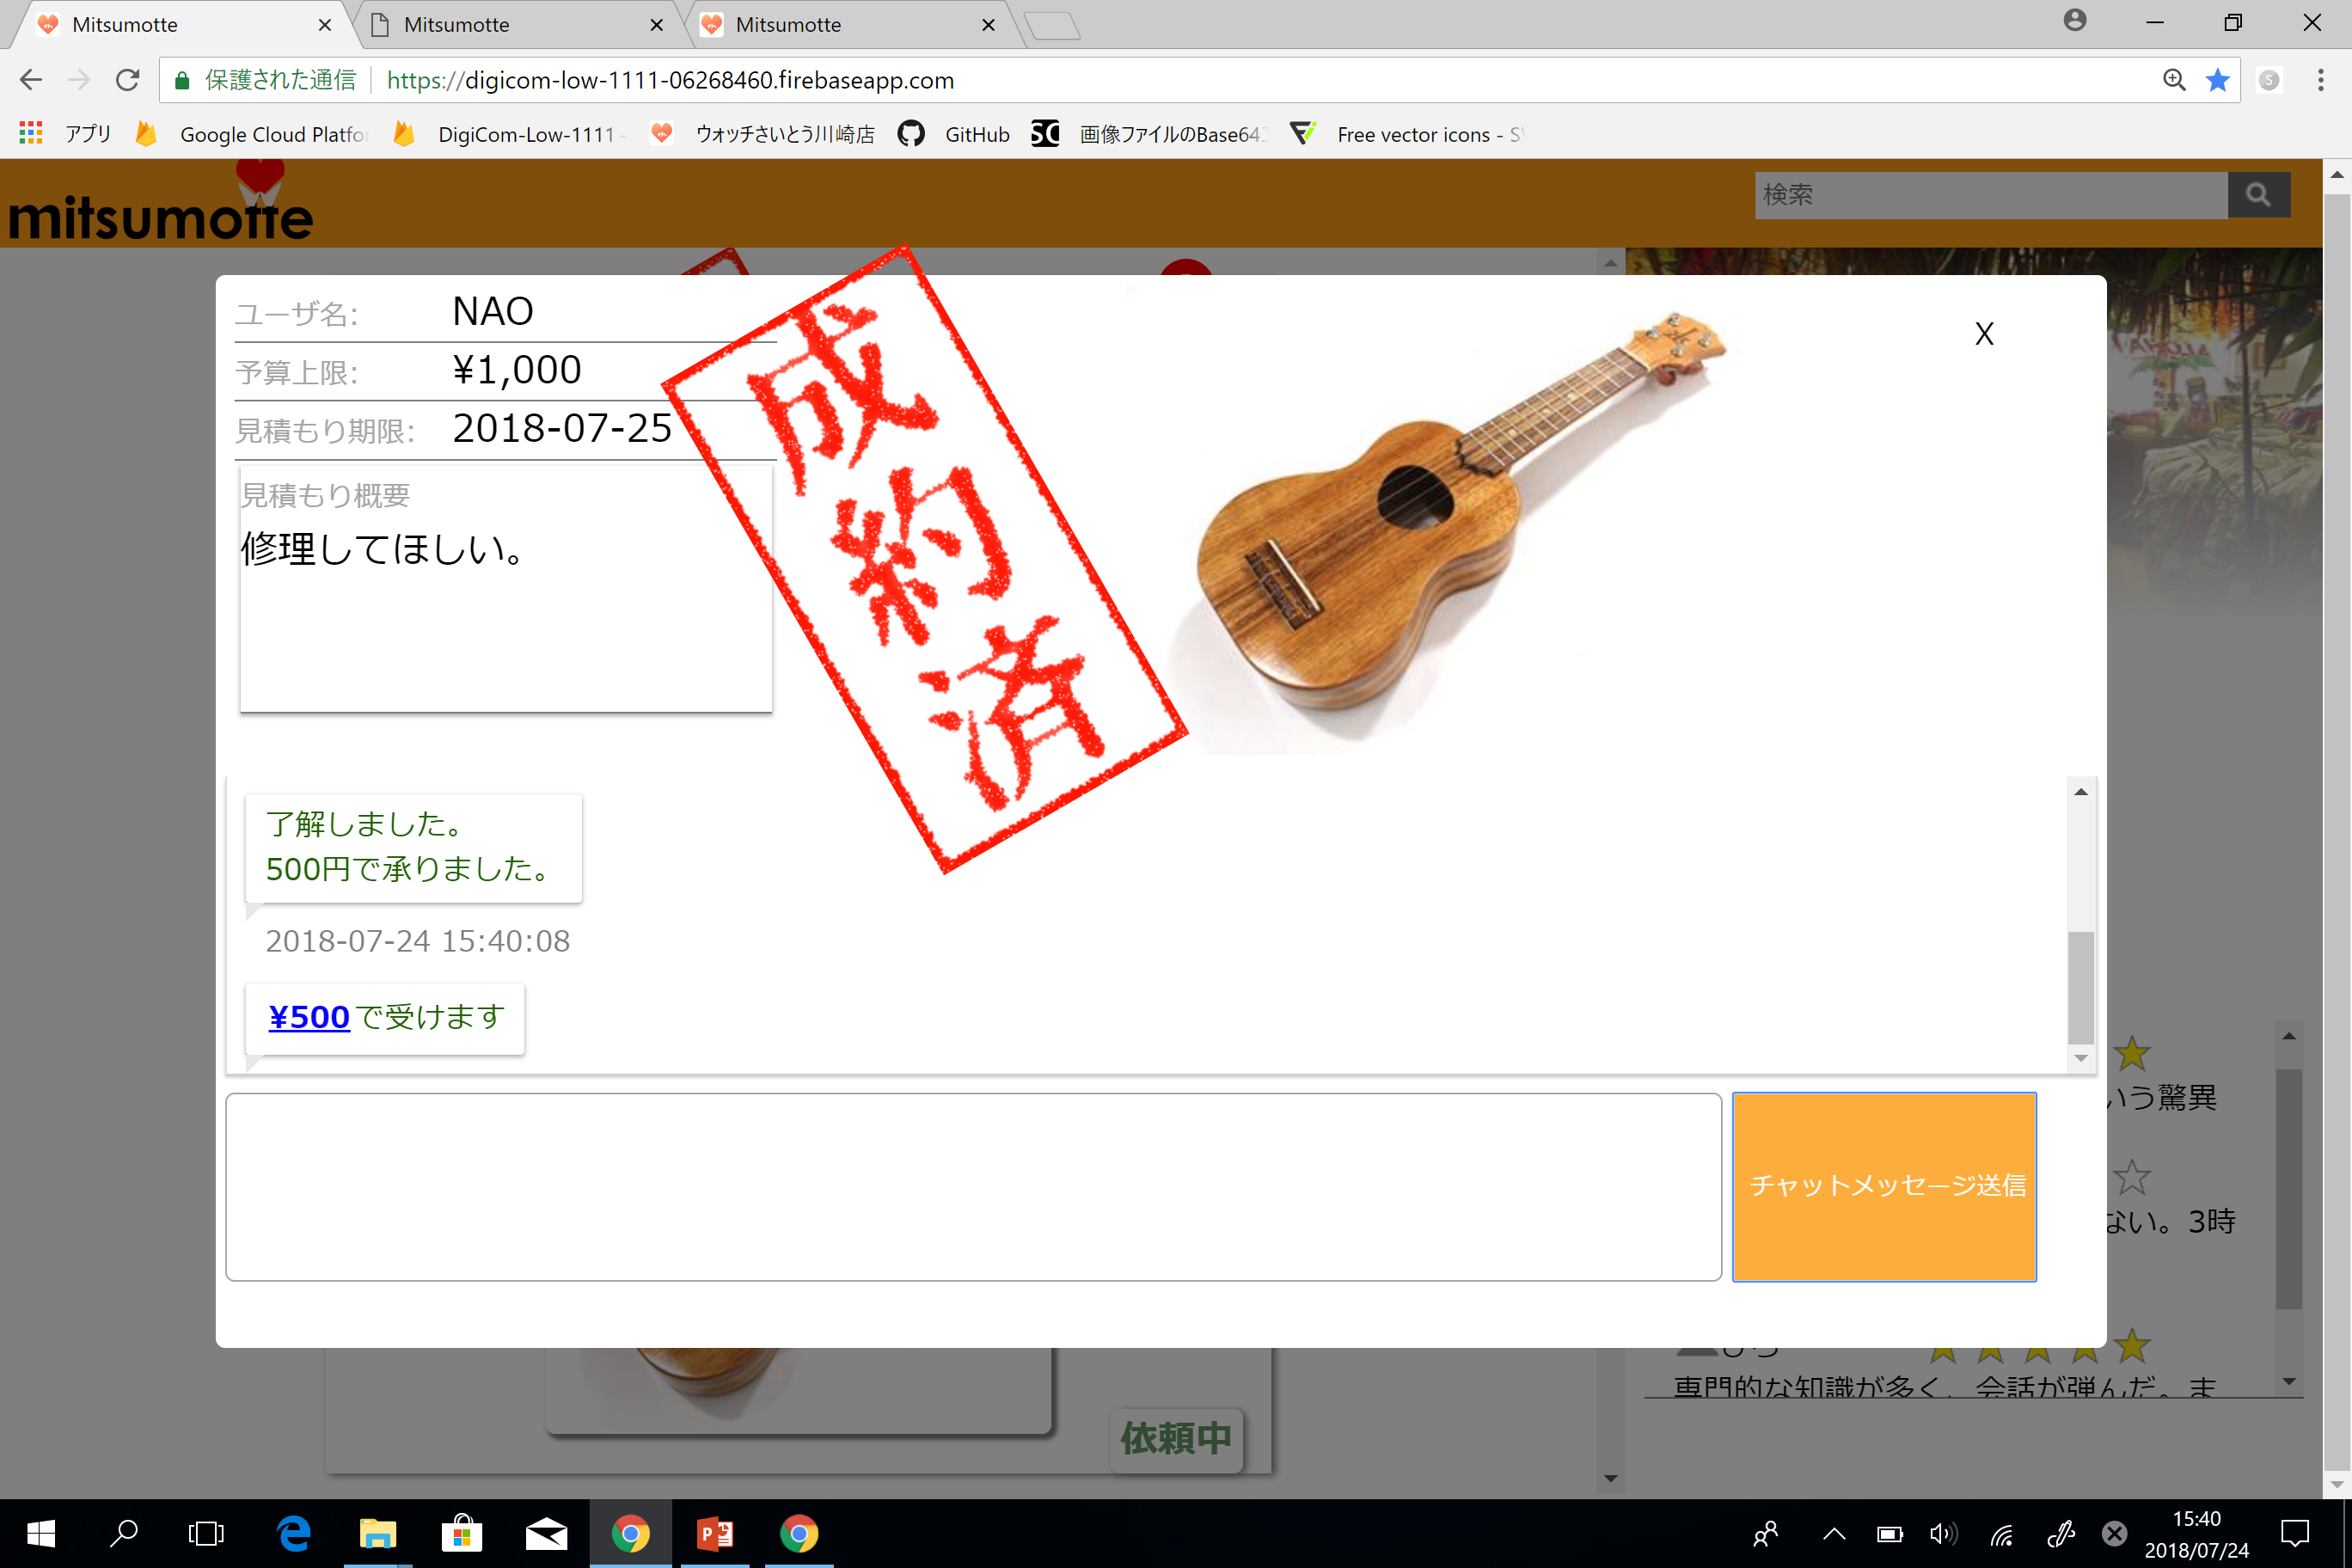 Mitsumotte
Mitsumotte
Mitsumotte
保護された通信
https://digicom-low-1111-06268460.firebaseapp.com
アプリ
Google Cloud Platfo
DigiCom-Low-1111 -
ウォッチさいとう川崎店
GitHub
SC
画像ファイルのBase64
Free vector icons - S
mitsumotte
検索
ユーザ名:
NAO
予算上限:
¥1,000
見積もり期限:
2018-07-25
見積もり概要
修理してほしい。
成約済
X
了解しました。
500円で承りました。
2018-07-24 15:40:08
¥500で受けます
チャットメッセージ送信
いう驚異
ない。3時
専門的な知識が多く、会話が弾んだ。ま
依頼中
15:40
2018/07/24